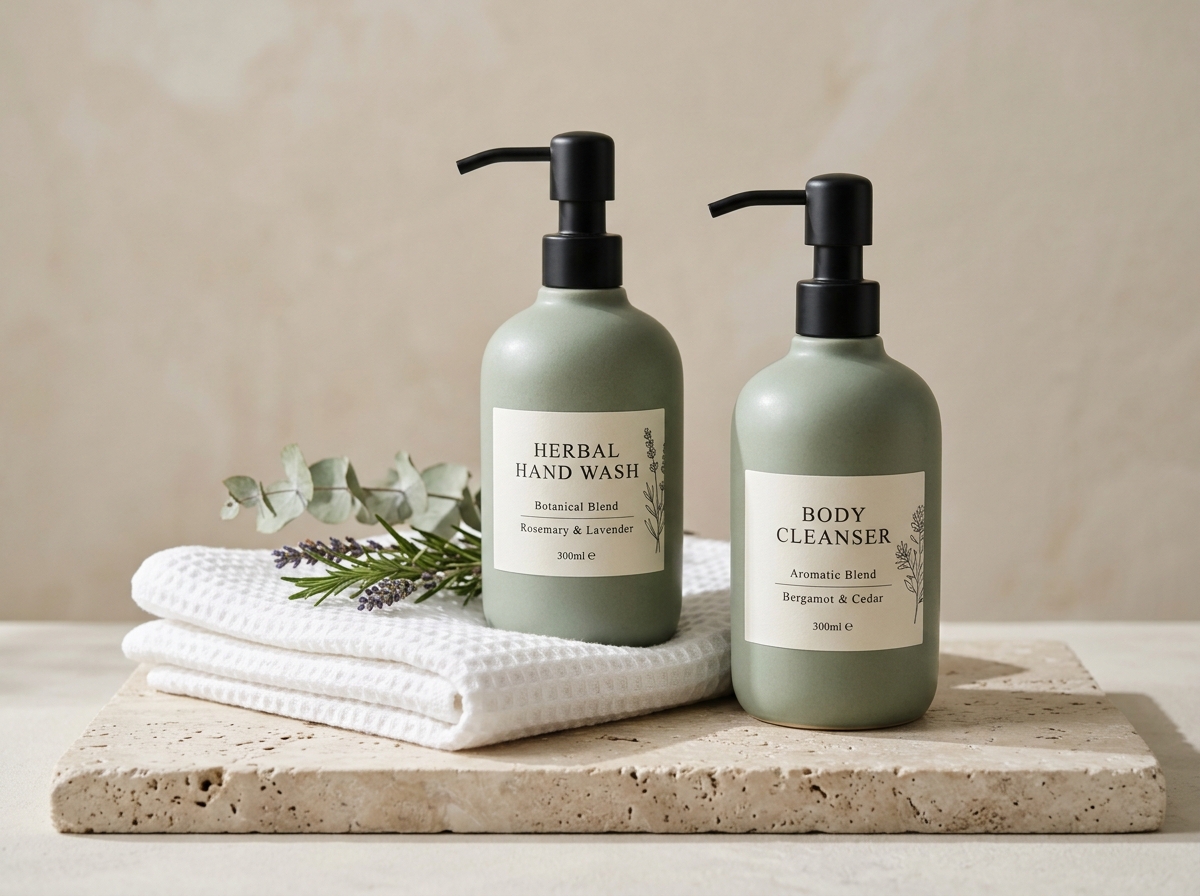 HERBAL
HAND WASH
Botanical Blend
Rosemary & Lavender
300ml ℮
BODY
CLEANSER
Aromatic Blend
Bergamot & Cedar
300ml ℮